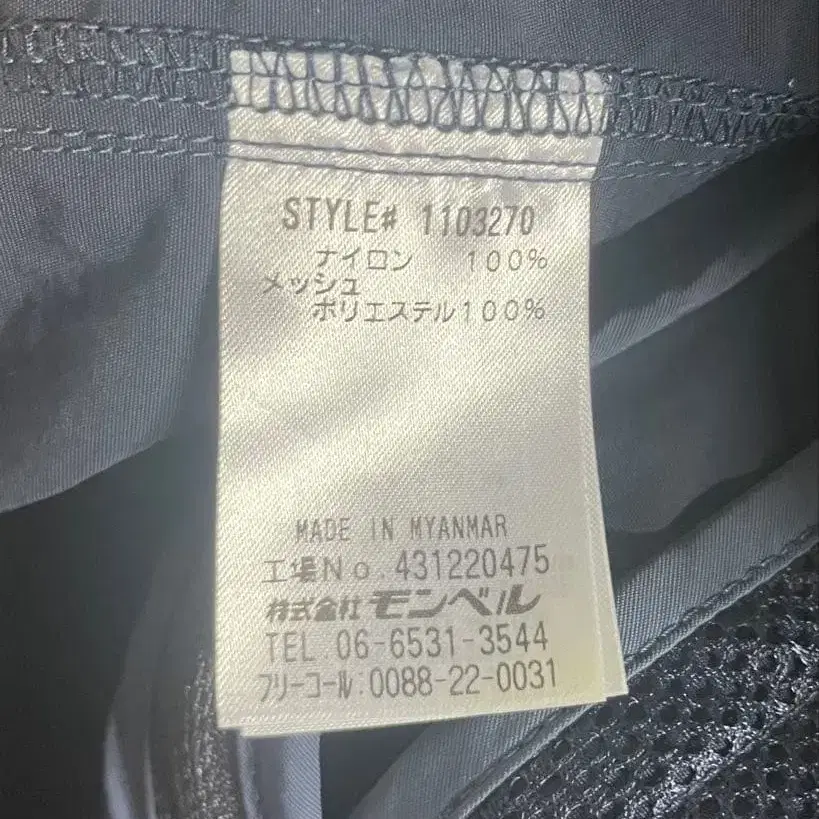 STYLE# 1103270
ナイロン 100%
メッシュ
ポリエステル100%
MADE IN MYANMAR
工場No.431220475
株式会社モンベル
TEL.06-6531-3544
フリーコール:0088-22-0031